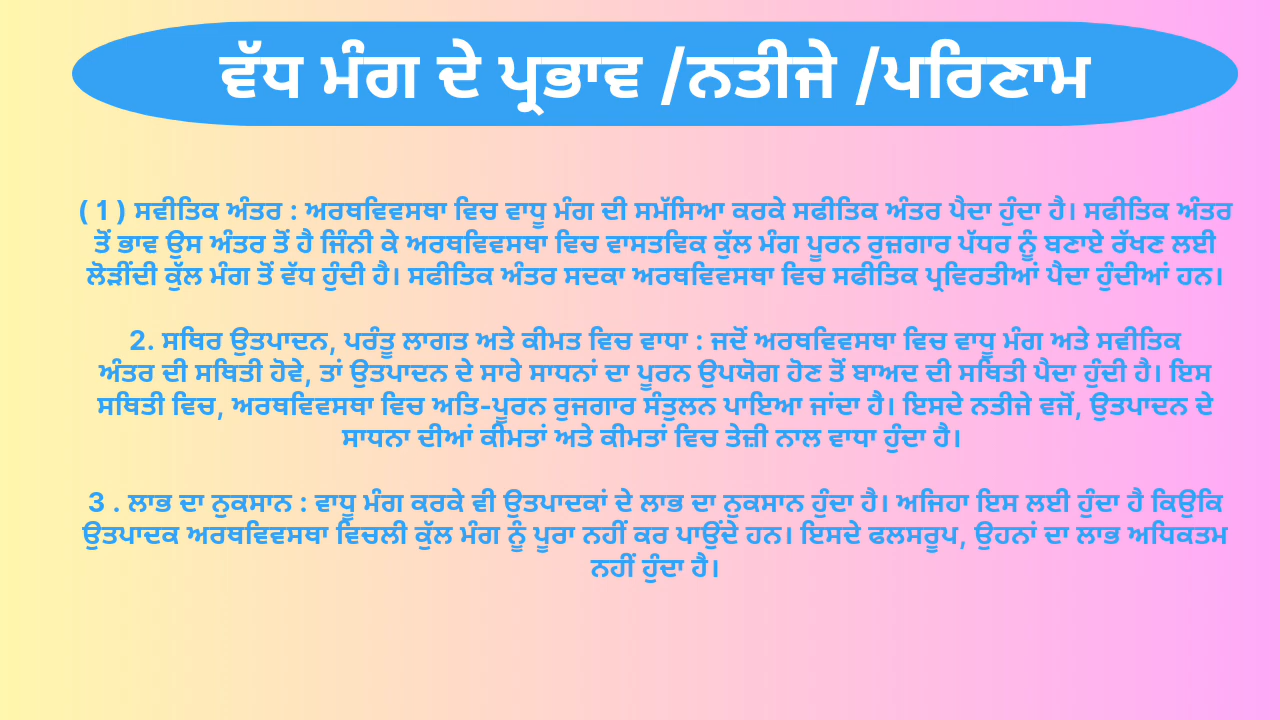 ਵੱਧ ਮੰਗ ਦੇ ਪ੍ਰਭਾਵ /ਨਤੀਜੇ /ਪਰਿਣਾਮ
( 1 ) ਸਵੀਤਿਕ ਅੰਤਰ : ਅਰਥਵਿਵਸਥਾ ਵਿਚ ਵਾਧੂ ਮੰਗ ਦੀ ਸਮੱਸਿਆ ਕਰਕੇ ਸਫੀਤਿਕ ਅੰਤਰ ਪੈਦਾ ਹੁੰਦਾ ਹੈ। ਸਫੀਤਿਕ ਅੰਤਰ
ਤੋਂ ਭਾਵ ਉਸ ਅੰਤਰ ਤੋਂ ਹੈ ਜਿੰਨੀ ਕੇ ਅਰਥਵਿਵਸਥਾ ਵਿਚ ਵਾਸਤਵਿਕ ਕੁੱਲ ਮੰਗ ਪੂਰਨ ਰੁਜ਼ਗਾਰ ਪੱਧਰ ਨੂੰ ਬਣਾਏ ਰੱਖਣ ਲਈ
ਲੋੜੀਂਦੀ ਕੁੱਲ ਮੰਗ ਤੋਂ ਵੱਧ ਹੁੰਦੀ ਹੈ। ਸਫੀਤਿਕ ਅੰਤਰ ਸਦਕਾ ਅਰਥਵਿਵਸਥਾ ਵਿਚ ਸਫੀਤਿਕ ਪ੍ਰਵਿਰਤੀਆਂ ਪੈਦਾ ਹੁੰਦੀਆਂ ਹਨ।
2. ਸਥਿਰ ਉਤਪਾਦਨ, ਪਰੰਤੂ ਲਾਗਤ ਅਤੇ ਕੀਮਤ ਵਿਚ ਵਾਧਾ : ਜਦੋਂ ਅਰਥਵਿਵਸਥਾ ਵਿਚ ਵਾਧੂ ਮੰਗ ਅਤੇ ਸਵੀਤਿਕ
ਅੰਤਰ ਦੀ ਸਥਿਤੀ ਹੋਵੇ, ਤਾਂ ਉਤਪਾਦਨ ਦੇ ਸਾਰੇ ਸਾਧਨਾਂ ਦਾ ਪੂਰਨ ਉਪਯੋਗ ਹੋਣ ਤੋਂ ਬਾਅਦ ਦੀ ਸਥਿਤੀ ਪੈਦਾ ਹੁੰਦੀ ਹੈ। ਇਸ
ਸਥਿਤੀ ਵਿਚ, ਅਰਥਵਿਵਸਥਾ ਵਿਚ ਅਤਿ-ਪੂਰਨ ਰੁਜਗਾਰ ਸੰਤੁਲਨ ਪਾਇਆ ਜਾਂਦਾ ਹੈ। ਇਸਦੇ ਨਤੀਜੇ ਵਜੋਂ, ਉਤਪਾਦਨ ਦੇ
ਸਾਧਨਾ ਦੀਆਂ ਕੀਮਤਾਂ ਅਤੇ ਕੀਮਤਾਂ ਵਿਚ ਤੇਜ਼ੀ ਨਾਲ ਵਾਧਾ ਹੁੰਦਾ ਹੈ।
3 . ਲਾਭ ਦਾ ਨੁਕਸਾਨ : ਵਾਧੂ ਮੰਗ ਕਰਕੇ ਵੀ ਉਤਪਾਦਕਾਂ ਦੇ ਲਾਭ ਦਾ ਨੁਕਸਾਨ ਹੁੰਦਾ ਹੈ। ਅਜਿਹਾ ਇਸ ਲਈ ਹੁੰਦਾ ਹੈ ਕਿਉਕਿ
ਉਤਪਾਦਕ ਅਰਥਵਿਵਸਥਾ ਵਿਚਲੀ ਕੁੱਲ ਮੰਗ ਨੂੰ ਪੂਰਾ ਨਹੀਂ ਕਰ ਪਾਉਂਦੇ ਹਨ। ਇਸਦੇ ਫਲਸਰੂਪ, ਉਹਨਾਂ ਦਾ ਲਾਭ ਅਧਿਕਤਮ
ਨਹੀਂ ਹੁੰਦਾ ਹੈ।